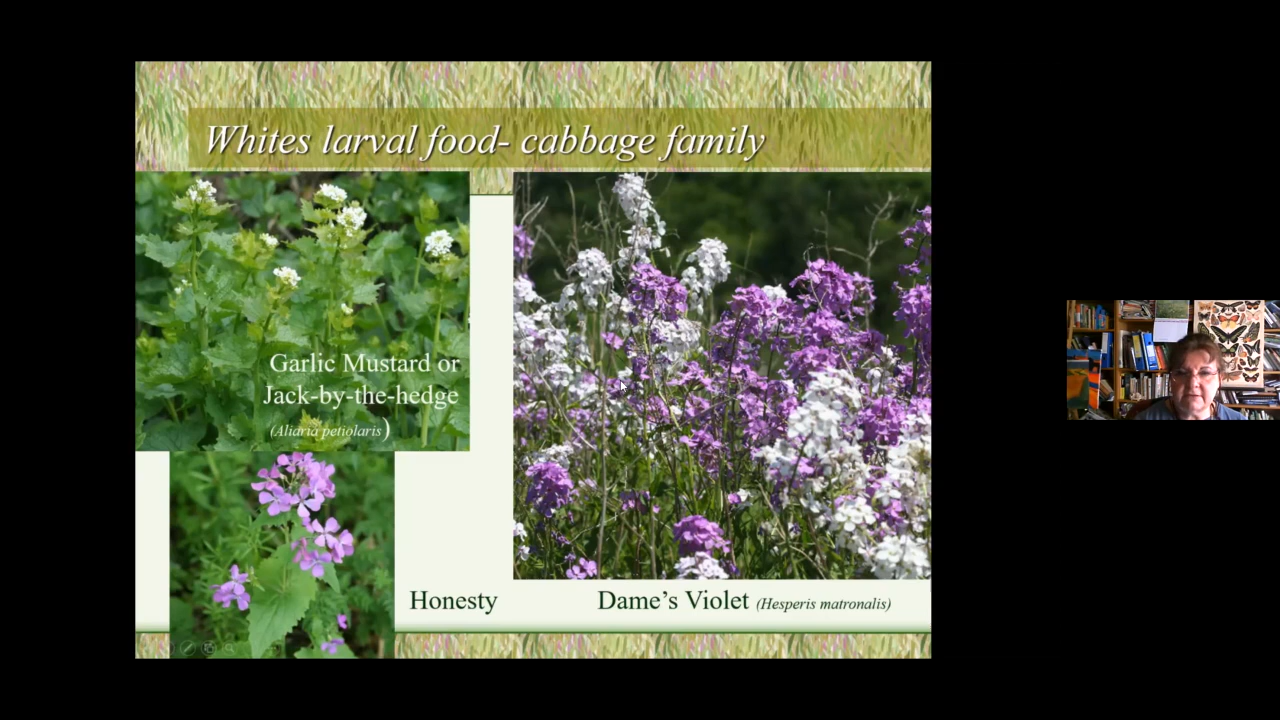 Whites larval food- cabbage family
Garlic Mustard or
Jack-by-the-hedge
(Aliaria petiolaris)
Honesty
Dame's Violet (Hesperis matronalis)